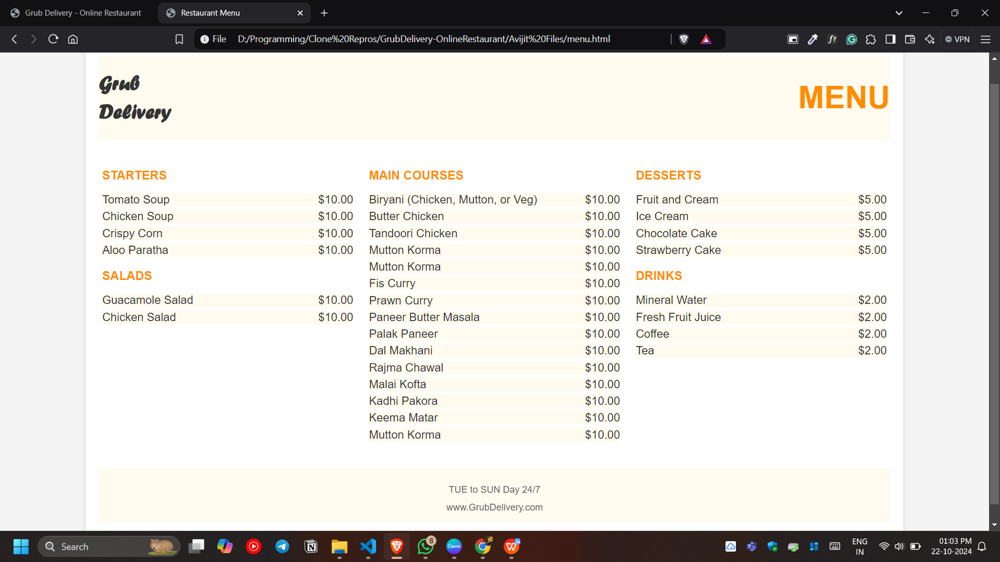 Grub Delivery - Online Restaurant
Restaurant Menu
File D:/Programming/Clone%20Repros/GrubDelivery-OnlineRestaurant/Avijit%20Files/menu.html
VPN
Grub
Delivery
MENU
STARTERS
Tomato Soup $10.00
Chicken Soup $10.00
Crispy Corn $10.00
Aloo Paratha $10.00
SALADS
Guacamole Salad $10.00
Chicken Salad $10.00
MAIN COURSES
Biryani (Chicken, Mutton, or Veg) $10.00
Butter Chicken $10.00
Tandoori Chicken $10.00
Mutton Korma $10.00
Mutton Korma $10.00
Fis Curry $10.00
Prawn Curry $10.00
Paneer Butter Masala $10.00
Palak Paneer $10.00
Dal Makhani $10.00
Rajma Chawal $10.00
Malai Kofta $10.00
Kadhi Pakora $10.00
Keema Matar $10.00
Mutton Korma $10.00
DESSERTS
Fruit and Cream $5.00
Ice Cream $5.00
Chocolate Cake $5.00
Strawberry Cake $5.00
DRINKS
Mineral Water $2.00
Fresh Fruit Juice $2.00
Coffee $2.00
Tea $2.00
TUE to SUN Day 24/7
www.GrubDelivery.com
Search
8
Canva
ENG
IN
01:03 PM
22-10-2024